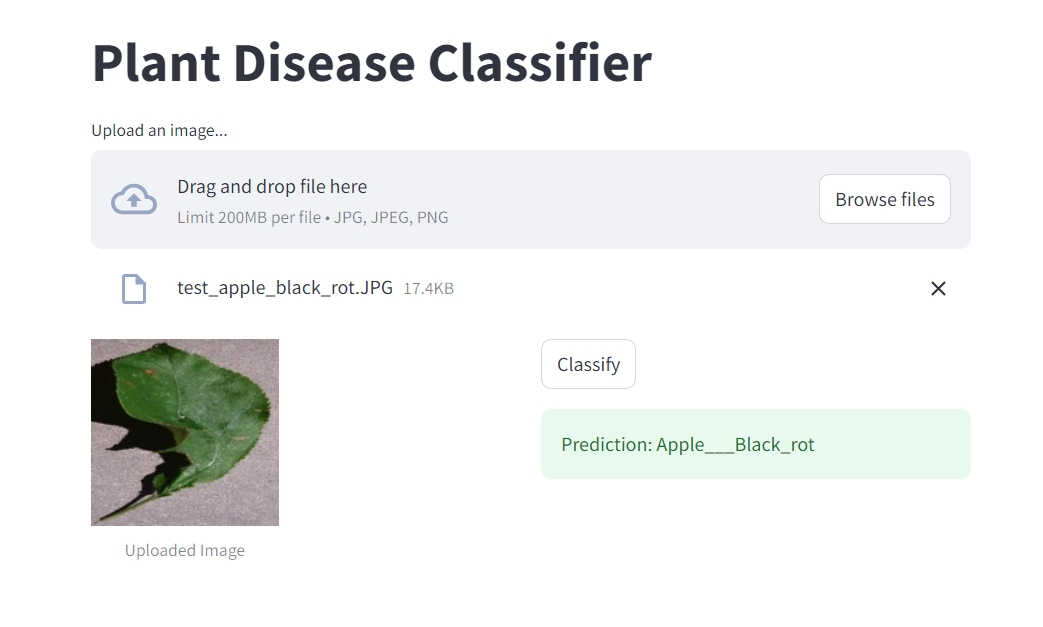 Plant Disease Classifier
Upload an image...
Drag and drop file here
Limit 200MB per file • JPG, JPEG, PNG
Browse files
test_apple_black_rot.JPG 17.4KB
Classify
Prediction: Apple___Black_rot
Uploaded Image